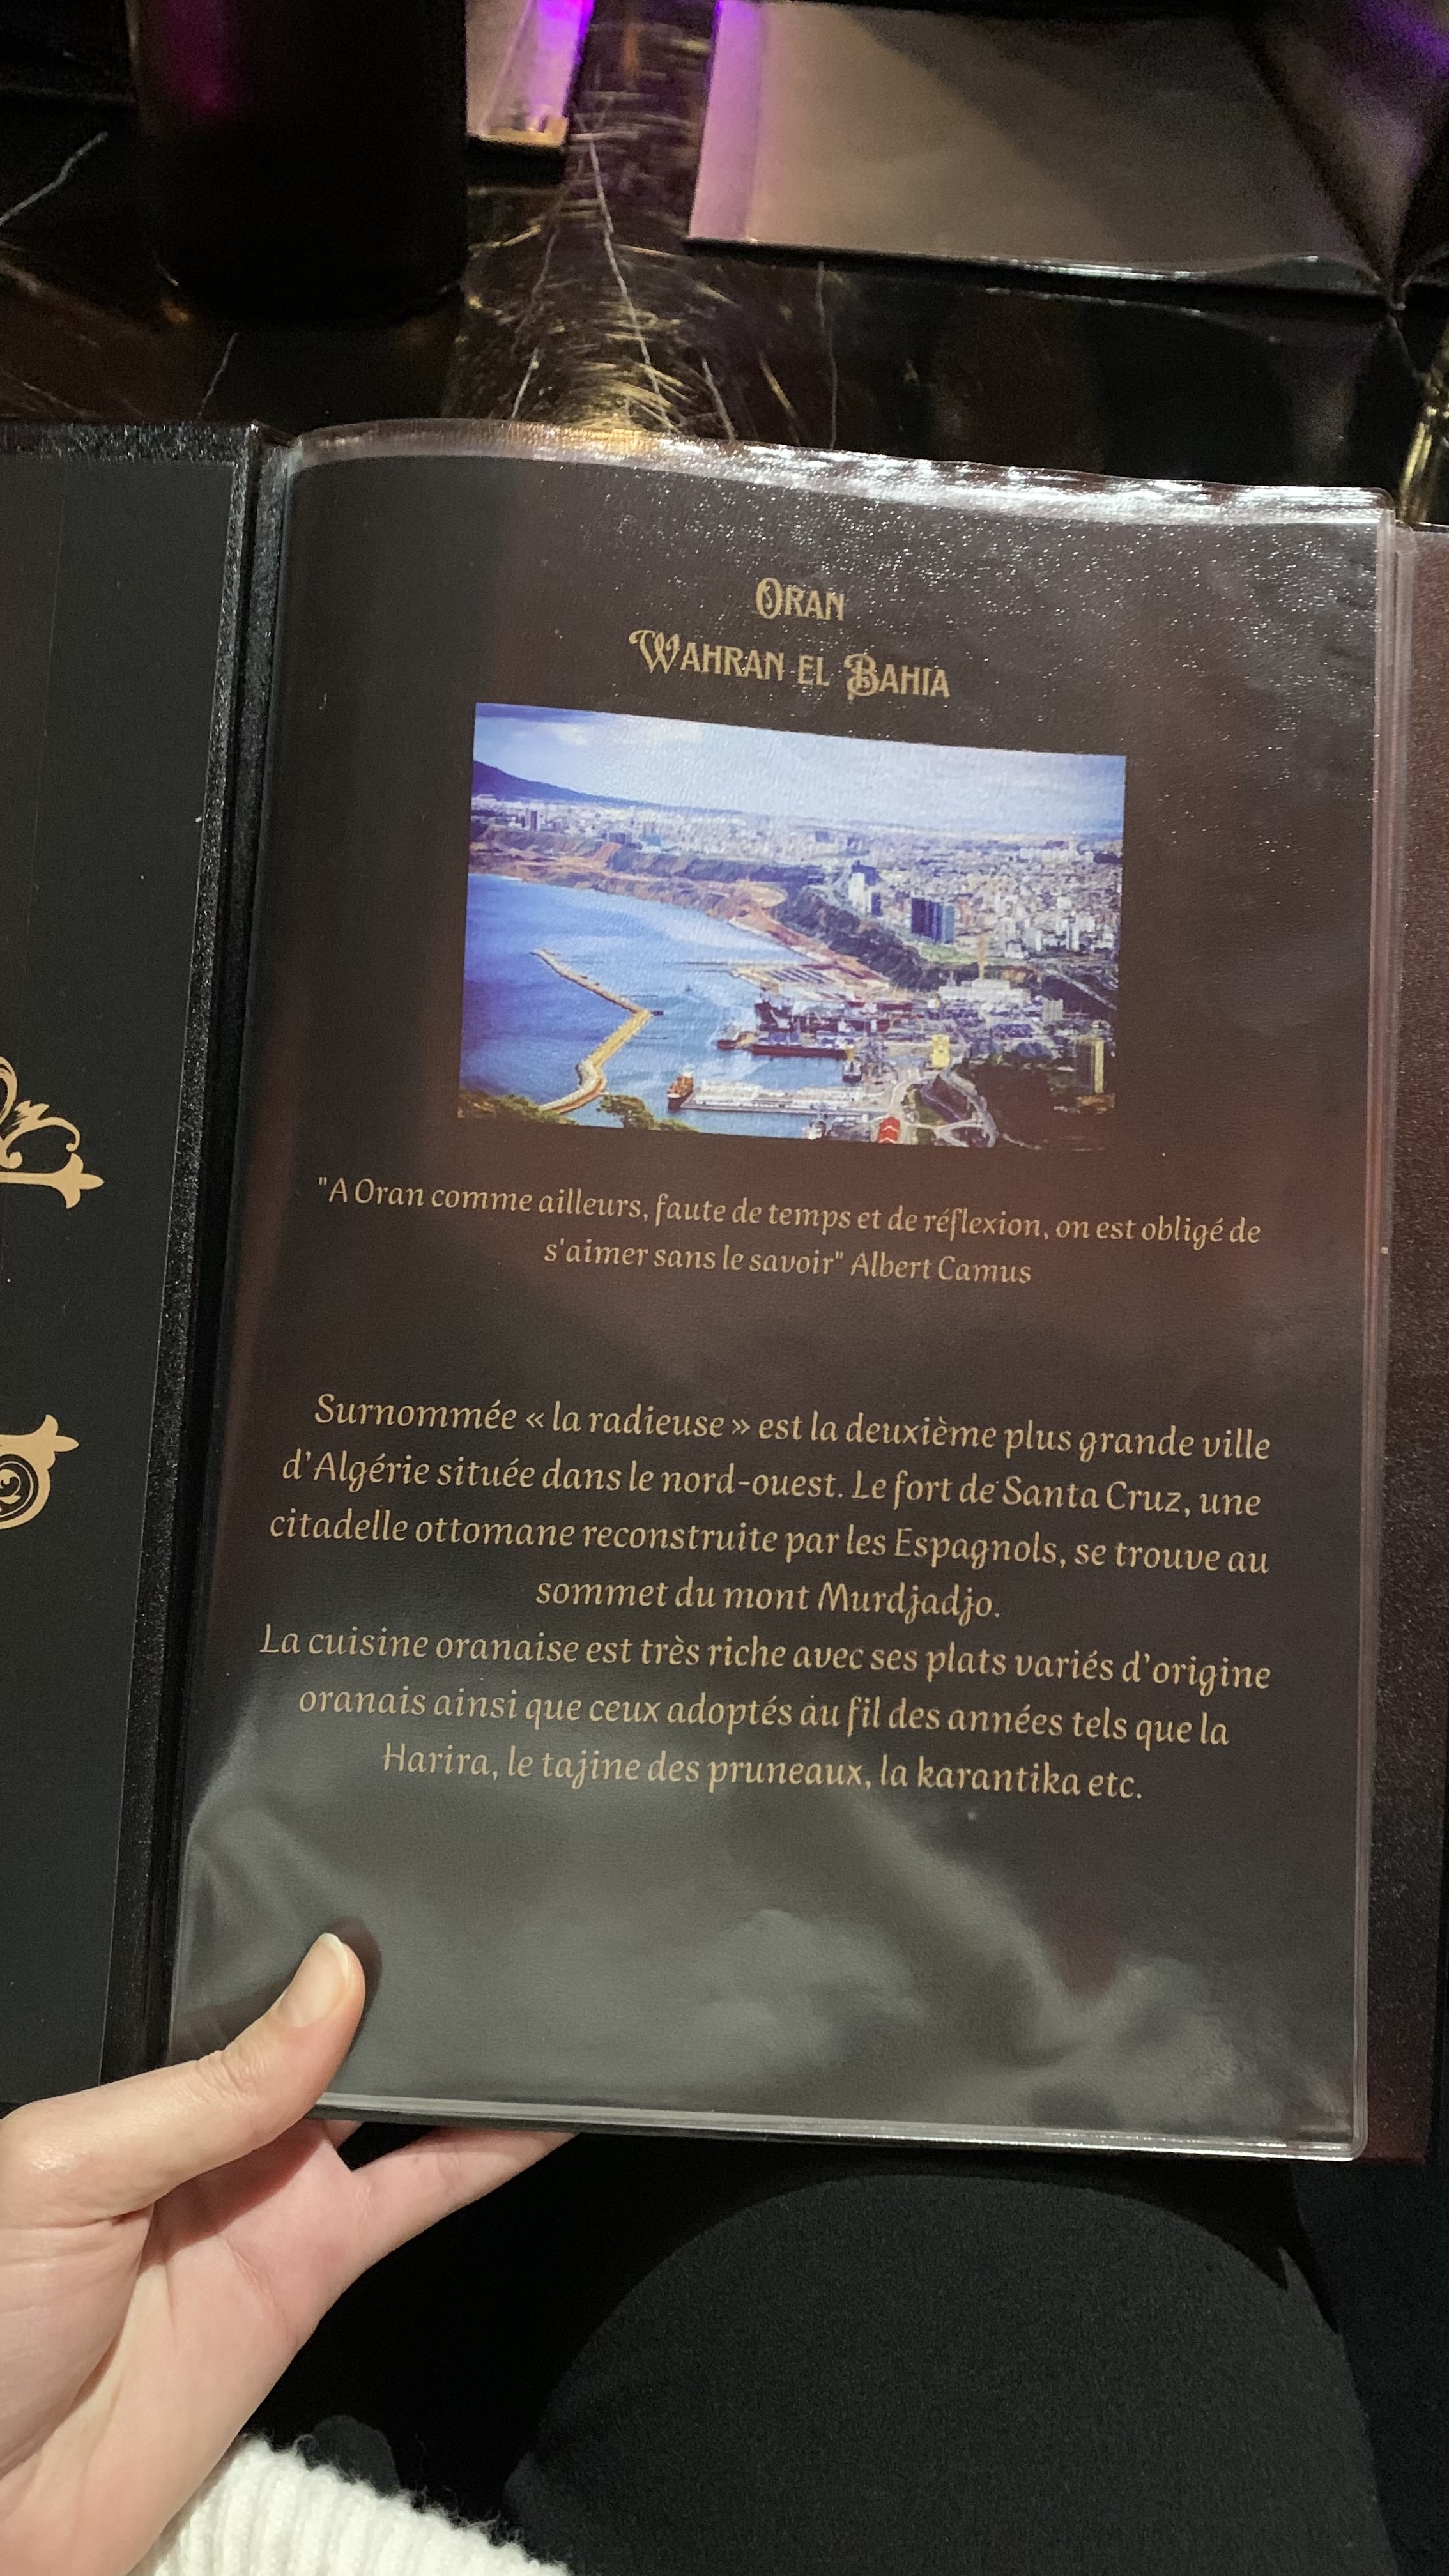 ORAN
WAHRAN EL BAHIA
"A Oran comme ailleurs, faute de temps et de réflexion, on est obligé de
s'aimer sans le savoir" Albert Camus
Surnommée « la radieuse » est la deuxième plus grande ville
d'Algérie située dans le nord-ouest. Le fort de Santa Cruz, une
citadelle ottomane reconstruite par les Espagnols, se trouve au
sommet du mont Murdjadjo.
La cuisine oranaise est très riche avec ses plats variés d'origine
oranais ainsi que ceux adoptés au fil des années tels que la
Harira, le tajine des pruneaux, la karantika etc.